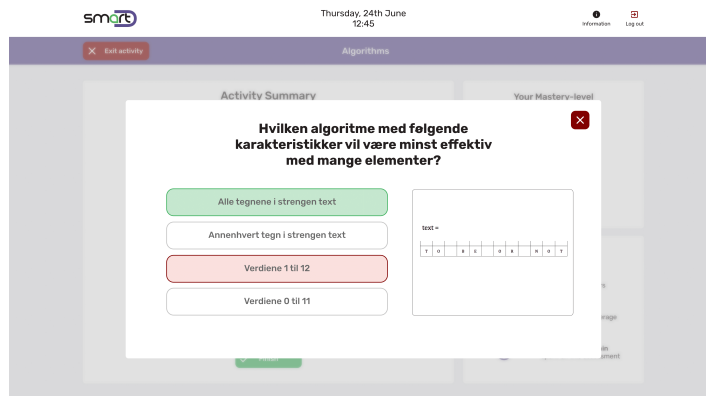 smart
Thursday, 24th June
12:45
Information
Log out
Exit activity
Algorithms
Activity Summary
Your Mastery-level
Hvilken algoritme med følgende
karakteristikker vil være minst effektiv
med mange elementer?
Alle tegnene i strengen text
Annenhvert tegn i strengen text
Verdiene 1 til 12
Verdiene 0 til 11
text =
T O B E O R N O T